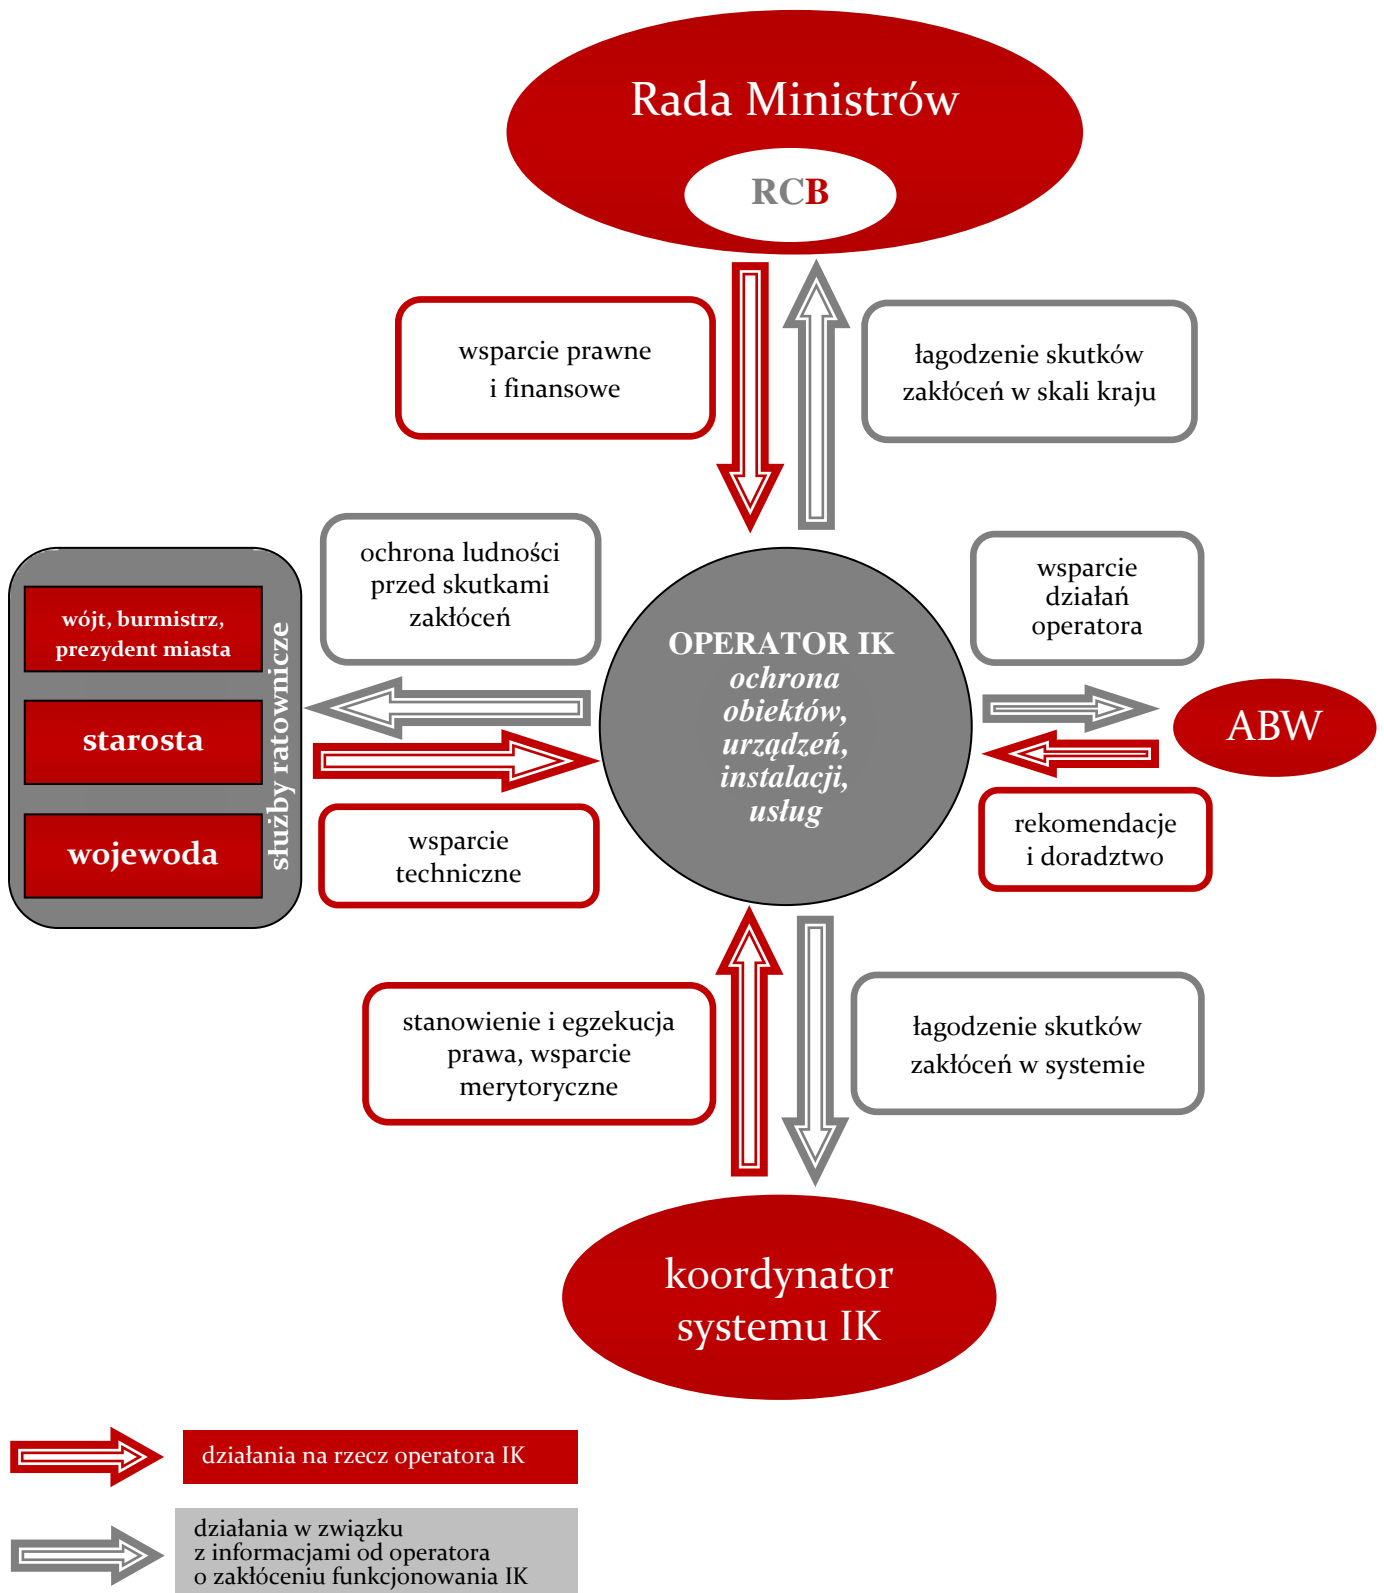 Rada Ministrów
RCB
wsparcie prawne
i finansowe
łagodzenie skutków
zakłóceń w skali kraju
ochrona ludności
przed skutkami
zakłóceń
wsparcie
działań
operatora
wójt, burmistrz,
prezydent miasta
starosta
wojewoda
służby ratownicze
OPERATOR IK
ochrona
obiektów,
urządzeń,
instalacji,
usług
ABW
wsparcie
techniczne
rekomendacje
i doradztwo
stanowienie i egzekucja
prawa, wsparcie
merytoryczne
łagodzenie skutków
zakłóceń w systemie
koordynator
systemu IK
działania na rzecz operatora IK
działania w związku
z informacjami od operatora
o zakłóceniu funkcjonowania IK